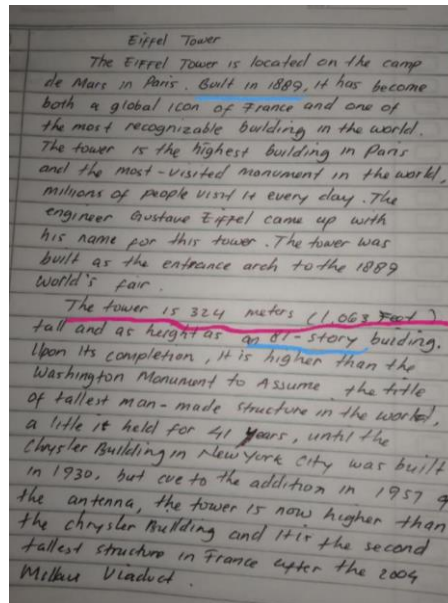 Eiffel Tower
The Eiffel Tower is located on the camp
de Mars in Paris. Built in 1889, it has become
both a global icon of France and one of
the most recognizable building in the world.
The tower is the highest building in Paris
and the most-visited monument in the world,
millions of people visit it every day. The
engineer Gustave Eiffel came up with
his name for this tower. The tower was
built as the entrance arch to the 1889
world's fair.
The tower is 324 meters (1,063 Feet)
tall and as height as an 81-story buiding.
Upon its completion, it is higher than the
Washington Monument to Assume the title
of tallest man-made structure in the world,
a litle it held for 41 years, until the
Chrysler Building in New York City was built
in 1930, but cue to the addition in 1957 of
the antenna, the tower is now higher than
the chrysler Building and it is the second
tallest structure in France after the 2004
Millau Viaduct.